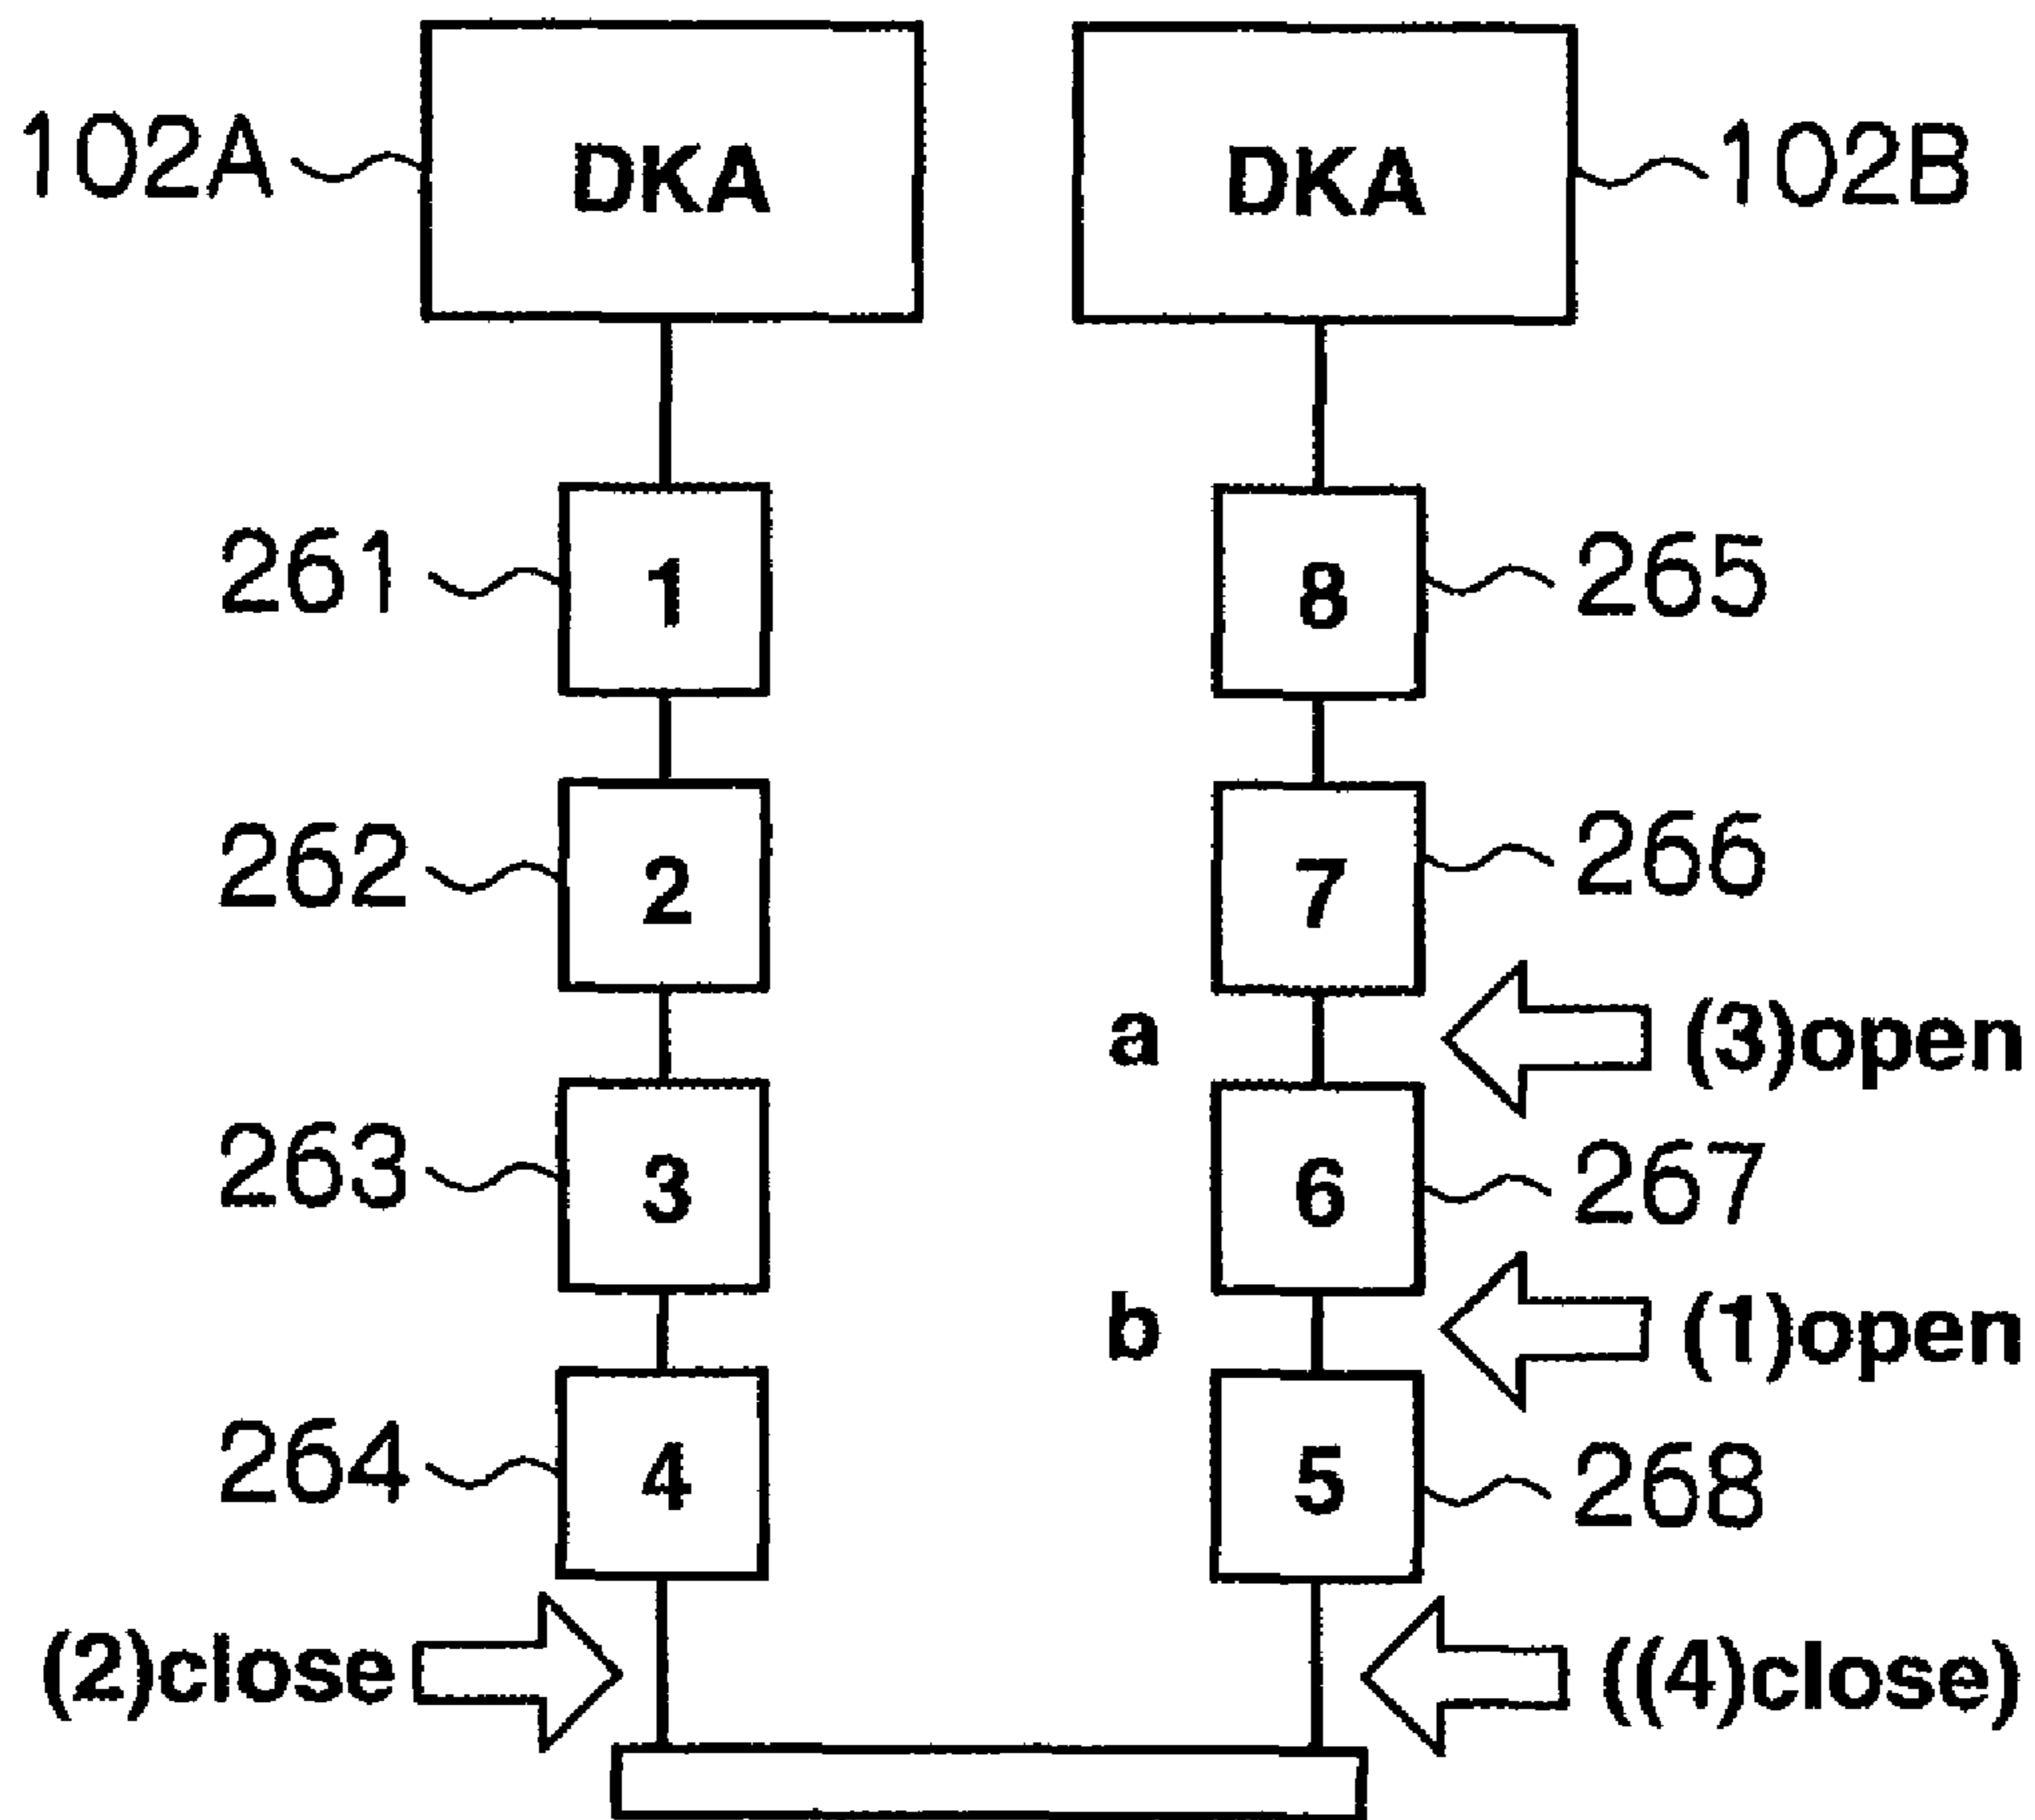 102A DKA DKA 102B
261 1 8 265
262 2 7 266
a (3)open
263 3 6 267
b (1)open
264 4 5 268
(2)close ((4)close)